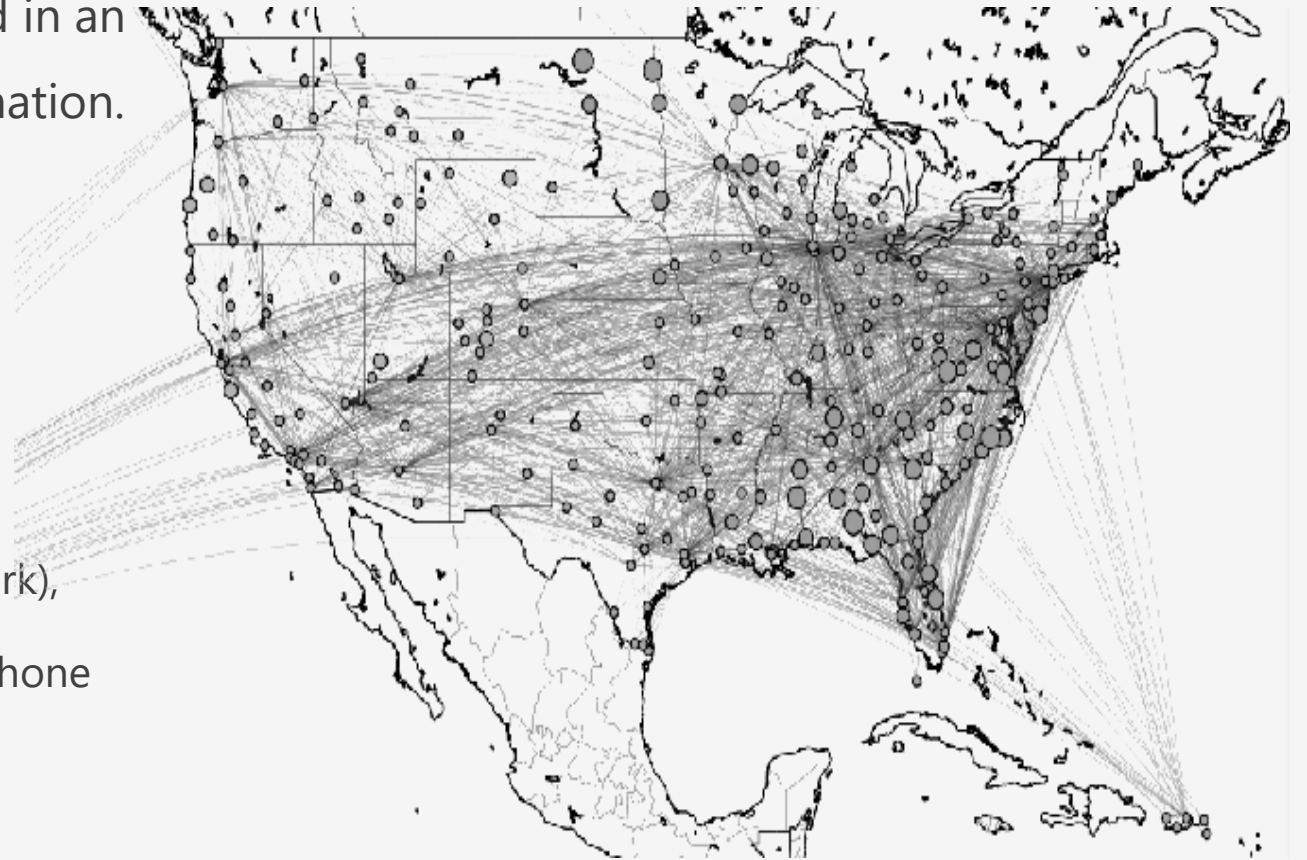 d in an
nation.
rk),
hone